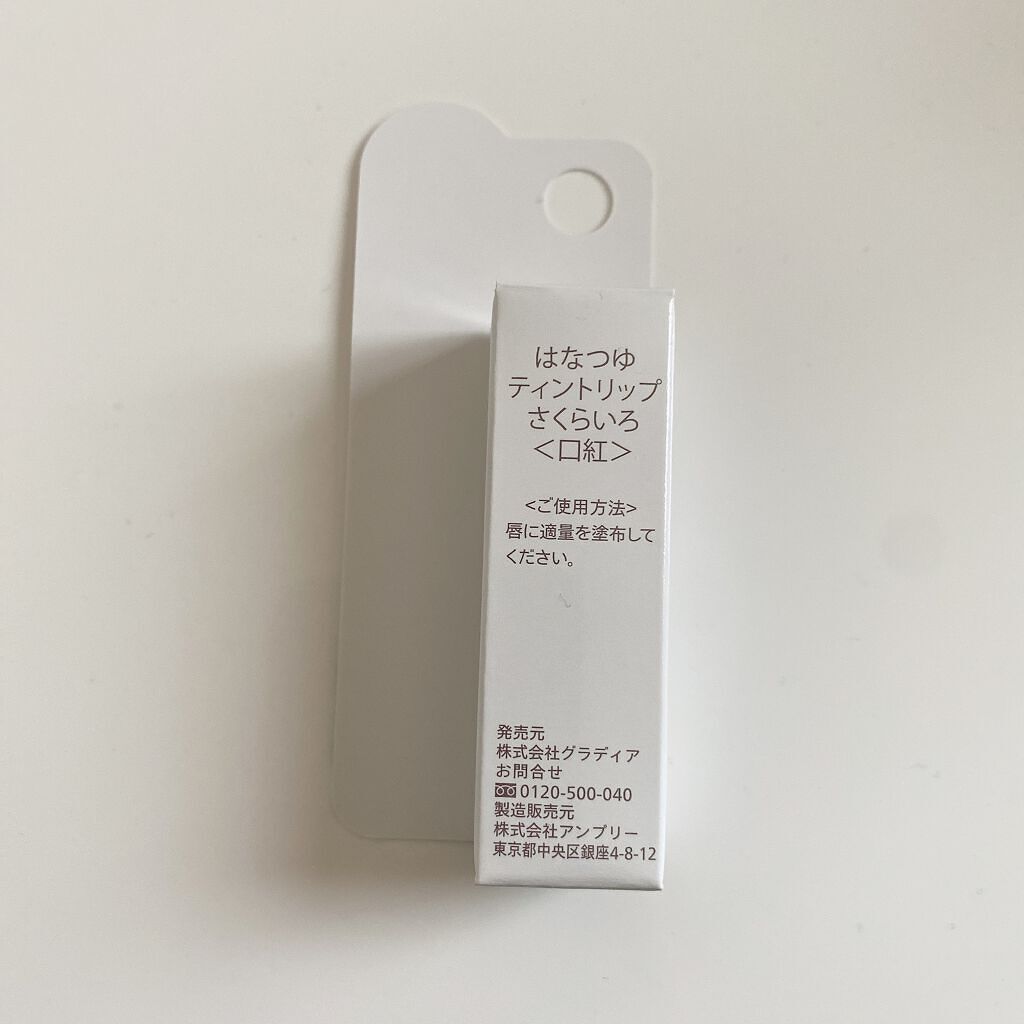 はなつゆ
ティントリップ
さくらいろ
<口紅>
<ご使用方法>
唇に適量を塗布して
ください。
発売元
株式会社グラディア
お問合せ
0120-500-040
製造販売元
株式会社アンプリー
東京都中央区銀座4-8-12